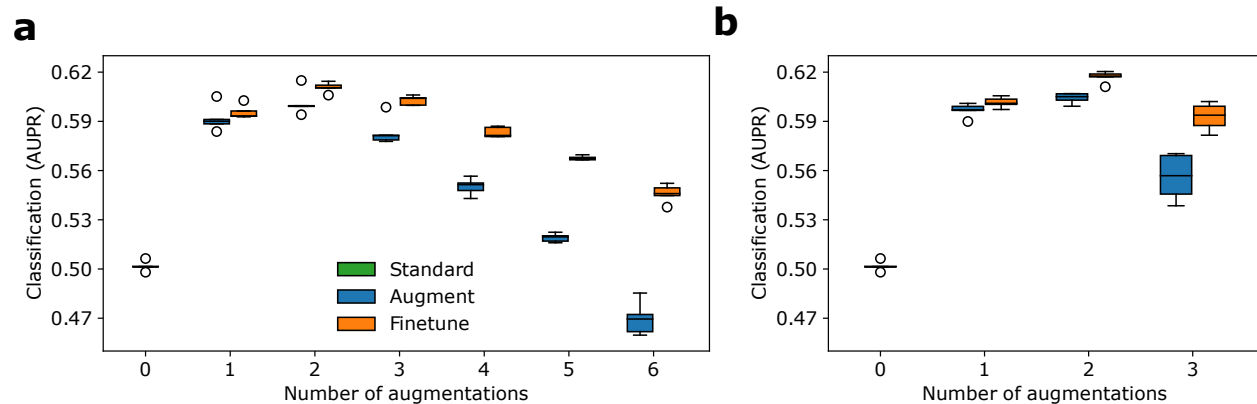 a
b
Classification (AUPR)
0.62
0.59
0.56
0.53
0.50
0.47
Standard
Augment
Finetune
0 1 2 3 4 5 6
Number of augmentations
Classification (AUPR)
0.62
0.59
0.56
0.53
0.50
0.47
0 1 2 3
Number of augmentations